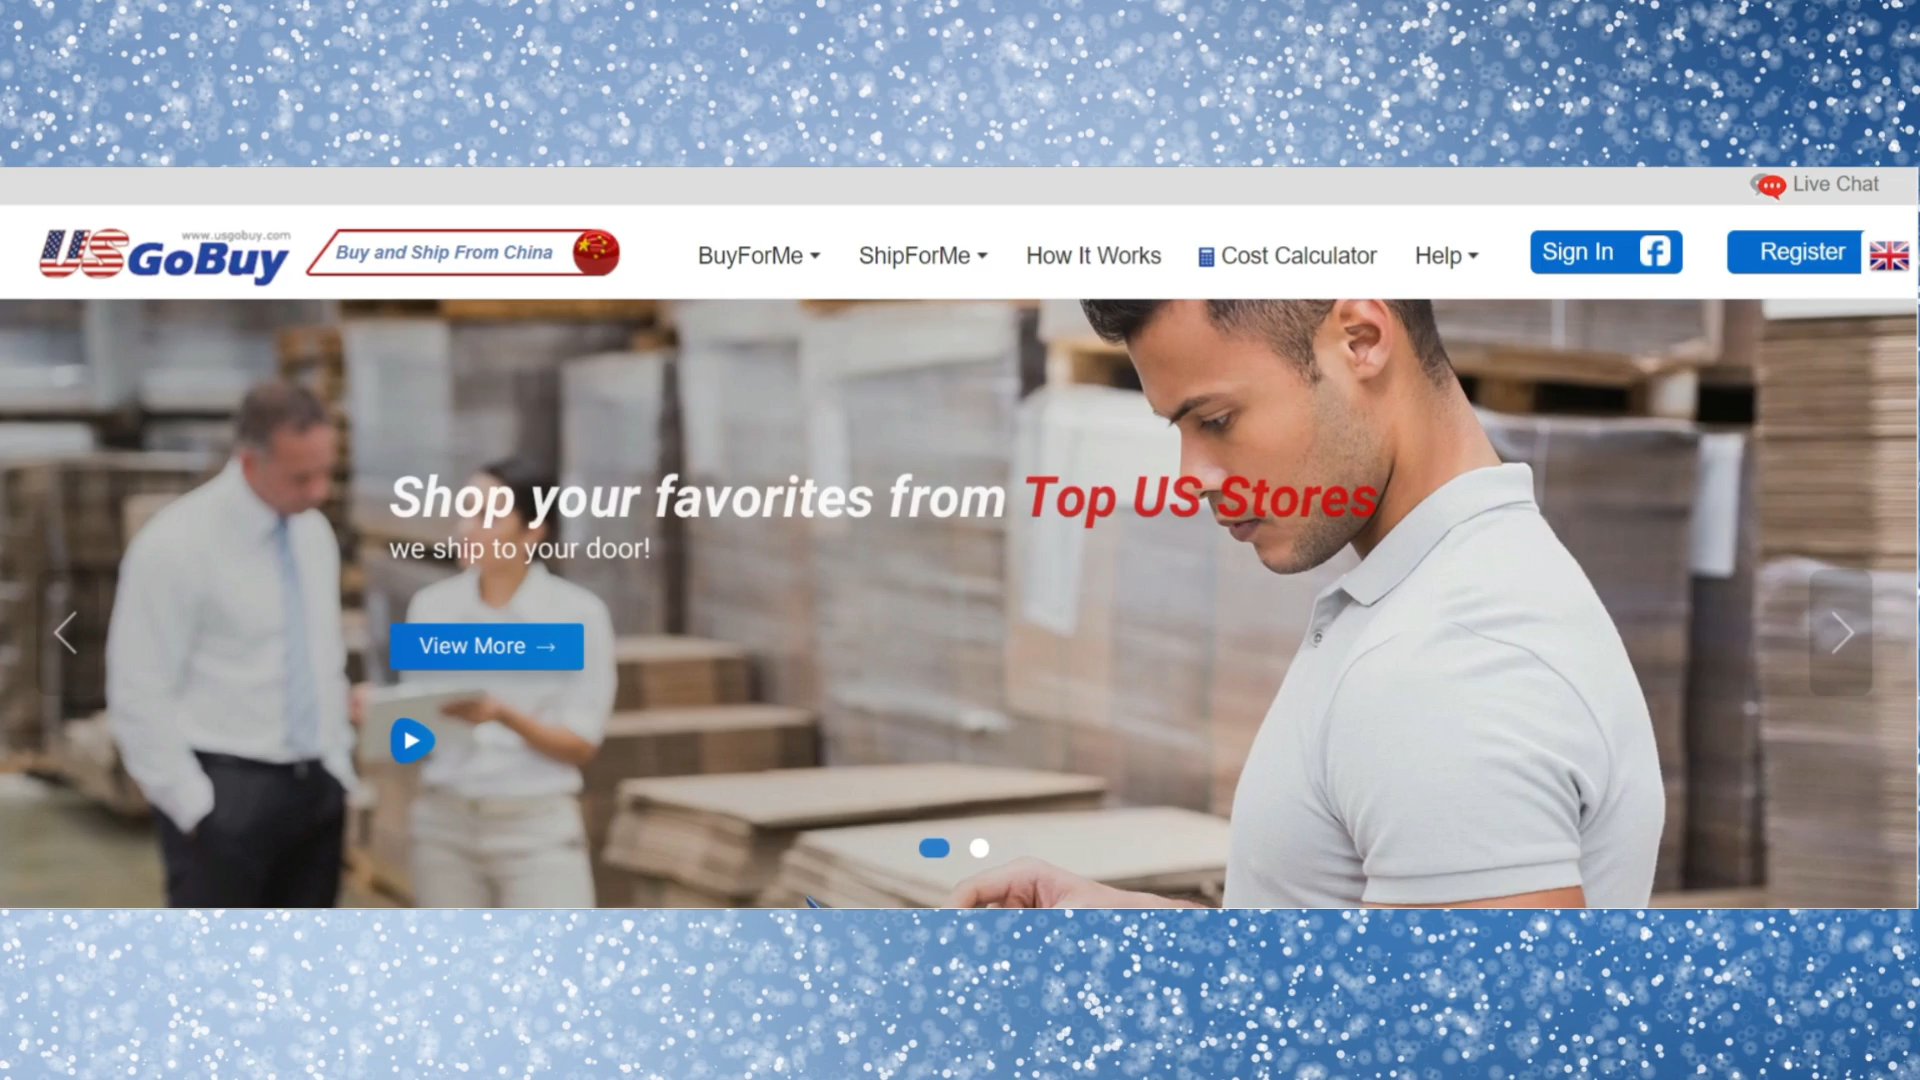 Live Chat
www.usgobuy.com
USGoBuy
Buy and Ship From China
BuyForMe
ShipForMe
How It Works
Cost Calculator
Help
Sign In
Register
Shop your favorites from Top US Stores
we ship to your door!
View More →